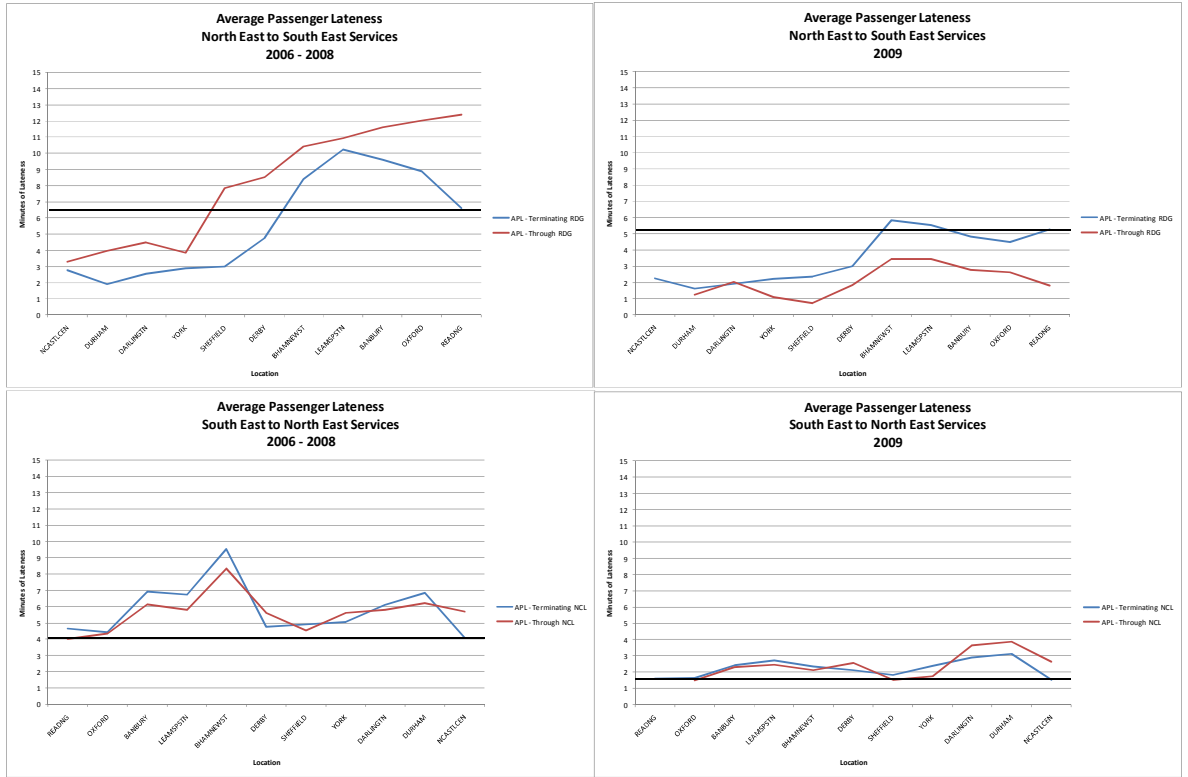 Average Passenger Lateness
North East to South East Services
2006 - 2008
15
14
13
12
11
10
9
8
7
6
5
4
3
2
1
0
Minutes of Lateness
NCASTLCEN
DURHAM
DARLINGTN
YORK
SHEFFIELD
DERBY
BHAMNEWST
LEAMSPSTN
BANBURY
OXFORD
READNG
Location
APL - Terminating RDG
APL - Through RDG
Average Passenger Lateness
North East to South East Services
2009
15
14
13
12
11
10
9
8
7
6
5
4
3
2
1
0
Minutes of Lateness
NCASTLCEN
DURHAM
DARLINGTN
YORK
SHEFFIELD
DERBY
BHAMNEWST
LEAMSPSTN
BANBURY
OXFORD
READNG
Location
APL - Terminating RDG
APL - Through RDG
Average Passenger Lateness
South East to North East Services
2006 - 2008
15
14
13
12
11
10
9
8
7
6
5
4
3
2
1
0
Minutes of Lateness
READNG
OXFORD
BANBURY
LEAMSPSTN
BHAMNEWST
DERBY
SHEFFIELD
YORK
DARLINGTN
DURHAM
NCASTLCEN
Location
APL - Terminating NCL
APL - Through NCL
Average Passenger Lateness
South East to North East Services
2009
15
14
13
12
11
10
9
8
7
6
5
4
3
2
1
0
Minutes of Lateness
READNG
OXFORD
BANBURY
LEAMSPSTN
BHAMNEWST
DERBY
SHEFFIELD
YORK
DARLINGTN
DURHAM
NCASTLCEN
Location
APL - Terminating NCL
APL - Through NCL